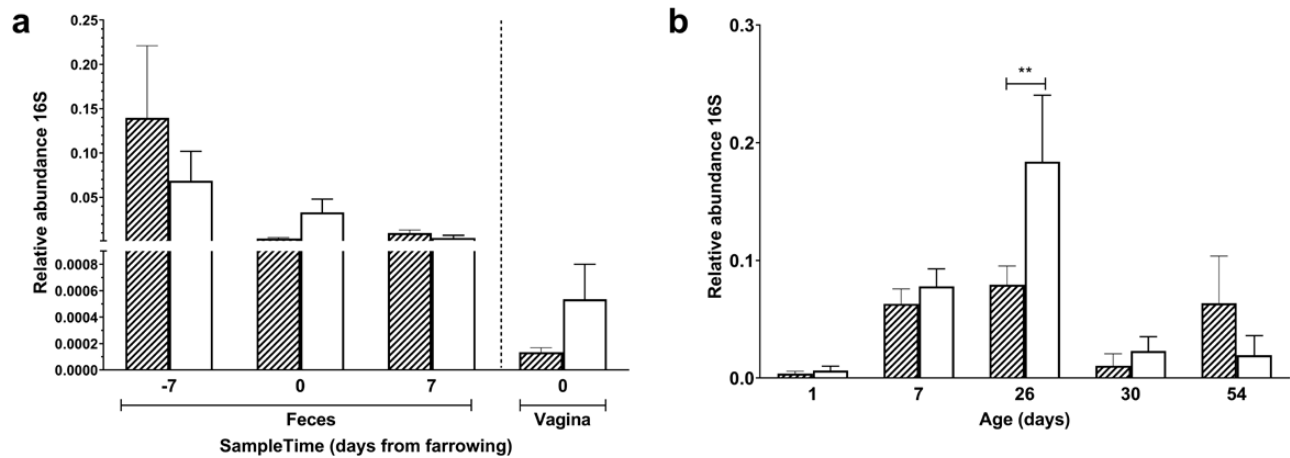 a
Relative abundance 16S
0.25
0.20
0.15
0.10
0.05
0.0008
0.0006
0.0004
0.0002
0.0000
-7 0 7 0
Feces Vagina
SampleTime (days from farrowing)
b
Relative abundance 16S
0.3
0.2
0.1
0.0
**
1 7 26 30 54
Age (days)